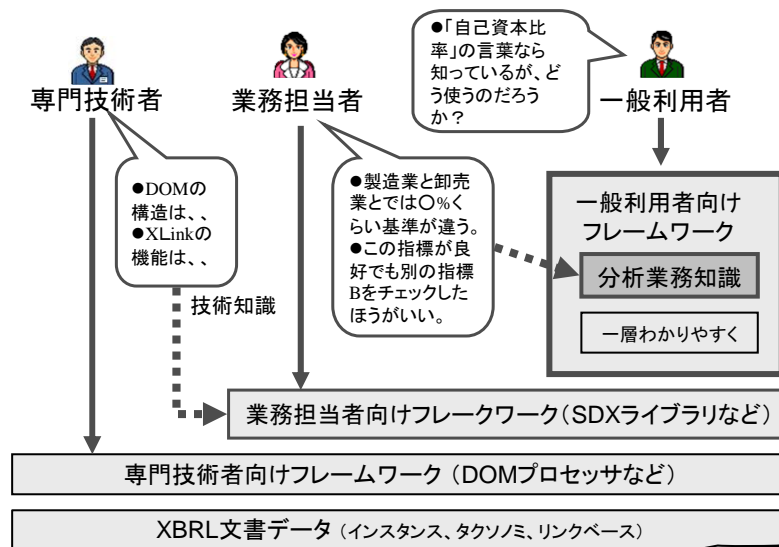 ●「自己資本比
率」の言葉なら
知っているが、ど
う使うのだろう
か?
専門技術者
業務担当者
一般利用者
●DOMの
構造は、、
●XLinkの
機能は、、
●製造業と卸売
業とでは〇%く
らい基準が違う。
●この指標が良
好でも別の指標
Bをチェックした
ほうがいい。
一般利用者向け
フレームワーク
分析業務知識
一層わかりやすく
技術知識
業務担当者向けフレークワーク(SDXライブラリなど)
専門技術者向けフレームワーク(DOMプロセッサなど)
XBRL文書データ(インスタンス、タクソノミ、リンクベース)